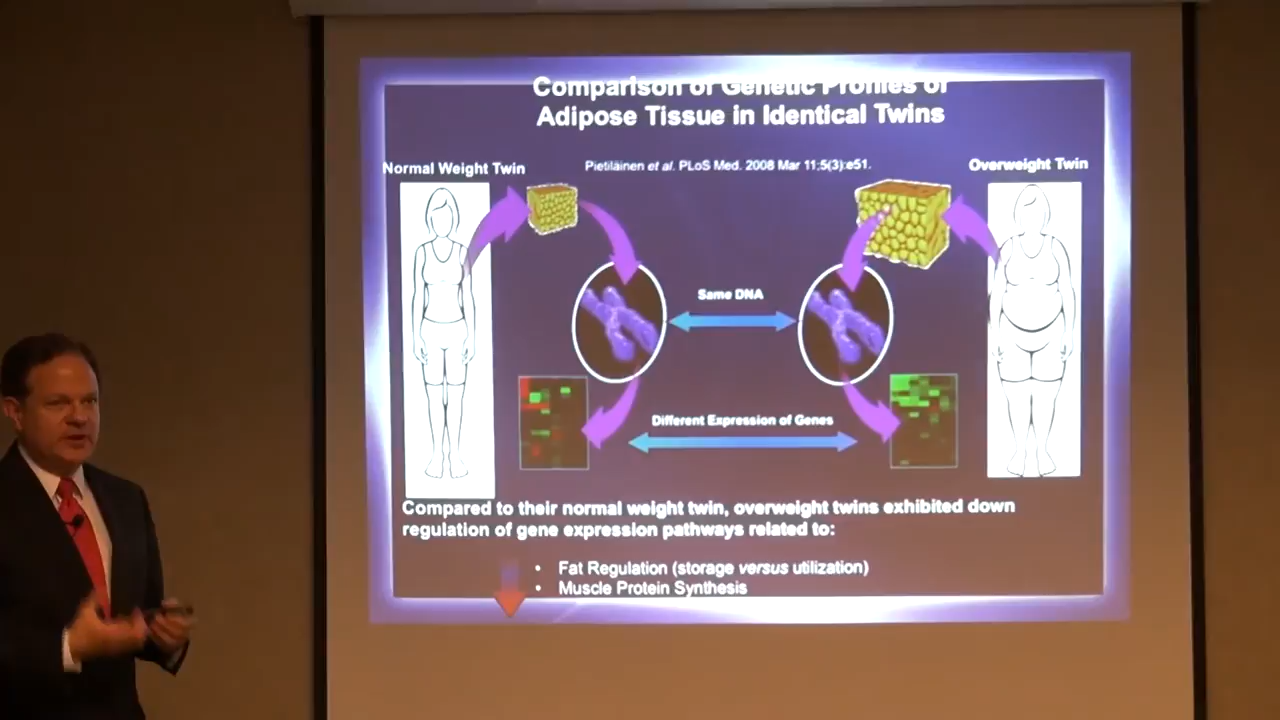 Comparison of Genetic Profiles of
Adipose Tissue in Identical Twins
Normal Weight Twin
Pietiläinen et al. PLoS Med. 2008 Mar 11;5(3):e51.
Overweight Twin
Same DNA
Different Expression of Genes
Compared to their normal weight twin, overweight twins exhibited down
regulation of gene expression pathways related to:
• Fat Regulation (storage versus utilization)
• Muscle Protein Synthesis